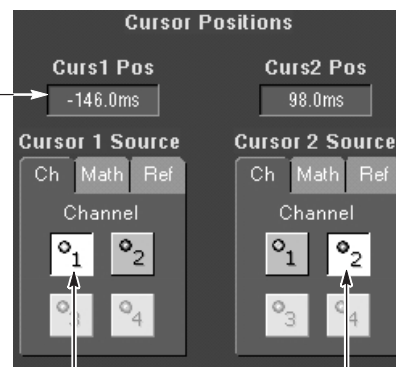 Cursor Positions
Curs1 Pos Curs2 Pos
-146.0ms 98.0ms
Cursor 1 Source Cursor 2 Source
Ch Math Ref Ch Math Ref
Channel Channel
1 2 1 2
3 4 3 4